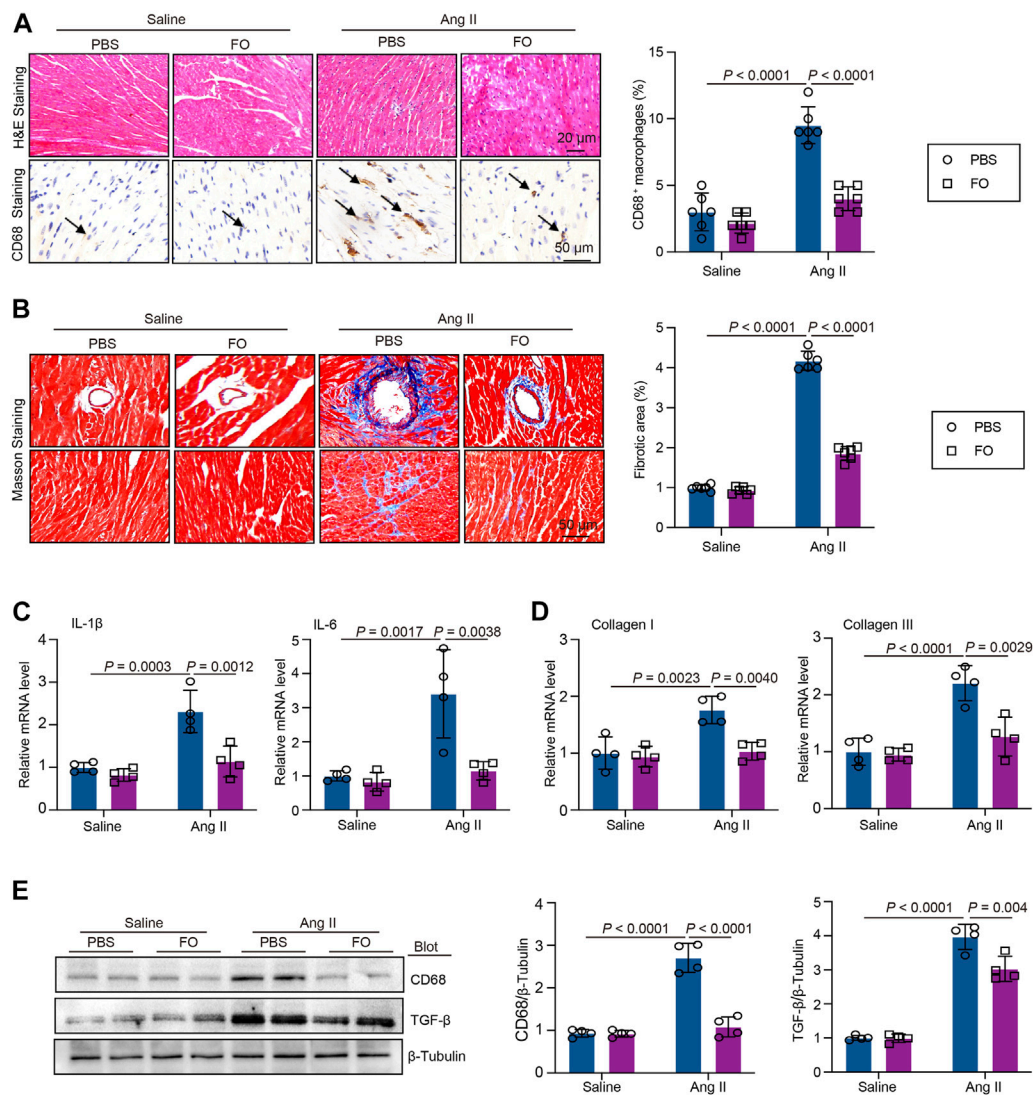 A
Saline
Ang II
PBS
FO
PBS
FO
H&E Staining
20 µm
CD68 Staining
50 µm
CD68⁺ macrophages (%)
15
10
5
0
P < 0.0001
P < 0.0001
Saline
Ang II
PBS
FO
B
Saline
Ang II
PBS
FO
PBS
FO
Masson Staining
50 µm
Fibrotic area (%)
5
4
3
2
1
0
P < 0.0001
P < 0.0001
Saline
Ang II
PBS
FO
C
IL-1β
Relative mRNA level
4
3
2
1
0
P = 0.0003
P = 0.0012
Saline
Ang II
IL-6
Relative mRNA level
5
4
3
2
1
0
P = 0.0017
P = 0.0038
Saline
Ang II
D
Collagen I
Relative mRNA level
3
2
1
0
P = 0.0023
P = 0.0040
Saline
Ang II
Collagen III
Relative mRNA level
3
2
1
0
P < 0.0001
P = 0.0029
Saline
Ang II
E
Saline
Ang II
PBS
FO
PBS
FO
Blot
CD68
TGF-β
β-Tubulin
CD68/β-Tubulin
4
3
2
1
0
P < 0.0001
P < 0.0001
Saline
Ang II
TGF-β/β-Tubulin
5
4
3
2
1
0
P < 0.0001
P = 0.004
Saline
Ang II